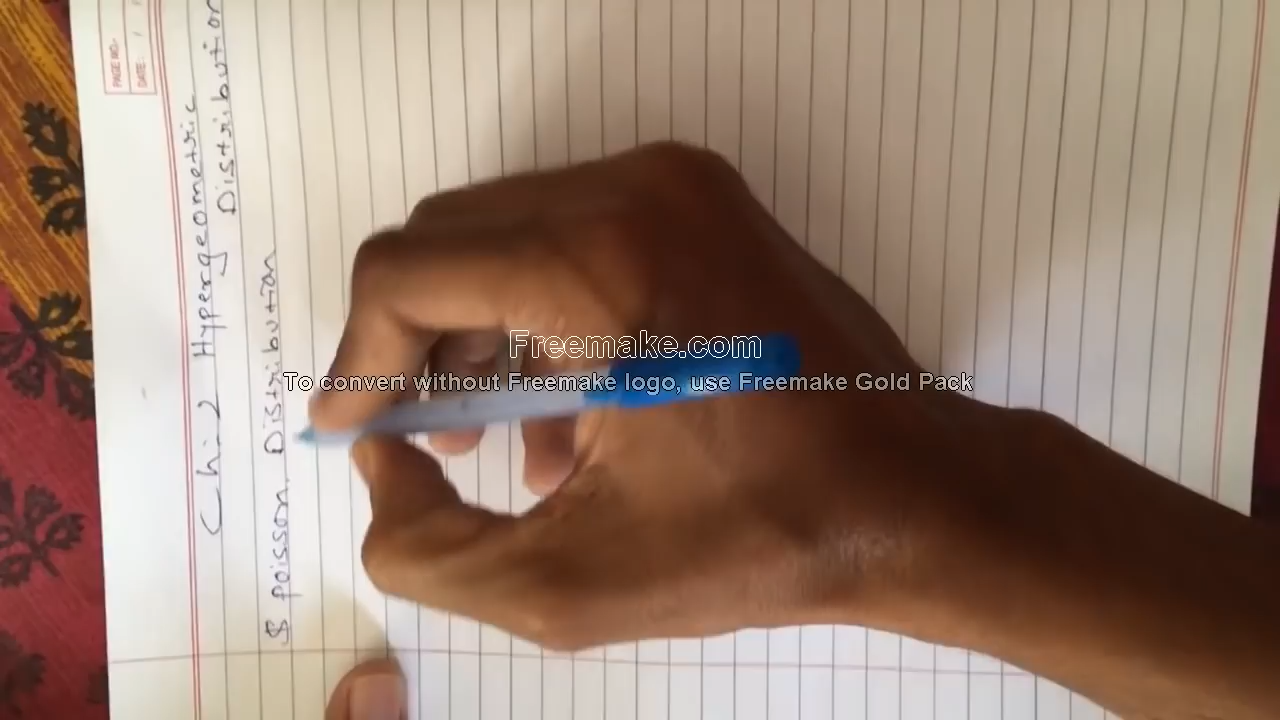 PAGE NO.:
DATE: / /
Ch-2 Hypergeometric
Distribution
$ poisson Distribution
Freemake.com
To convert without Freemake logo, use Freemake Gold Pack